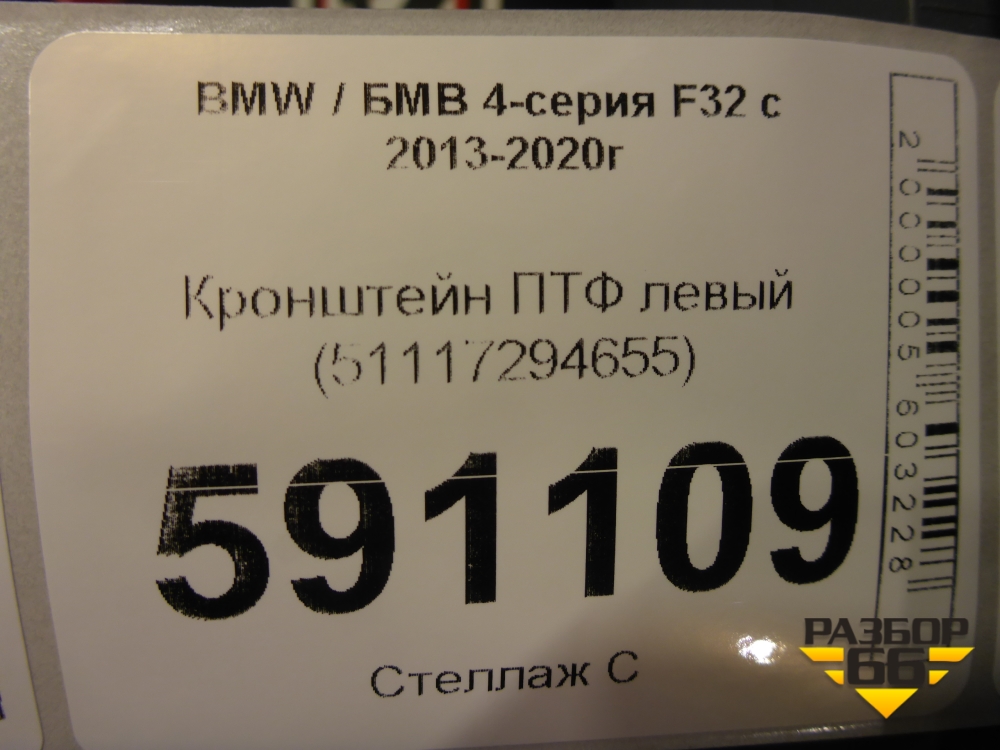 BMW / БМВ 4-серия F32 с
2013-2020г
Кронштейн ПТФ левый
(51117294655)
591109
Стеллаж С
2000005603228
РАЗБОР
66